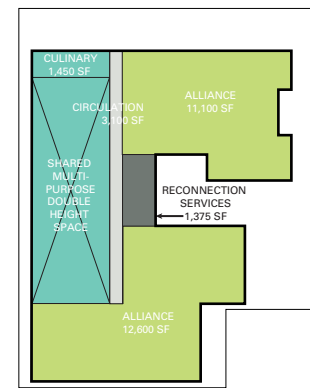 CULINARY
1,450 SF
CIRCULATION
3,100 SF
ALLIANCE
11,100 SF
SHARED
MULTI-
PURPOSE
DOUBLE
HEIGHT
SPACE
RECONNECTION
SERVICES
1,375 SF
ALLIANCE
12,600 SF